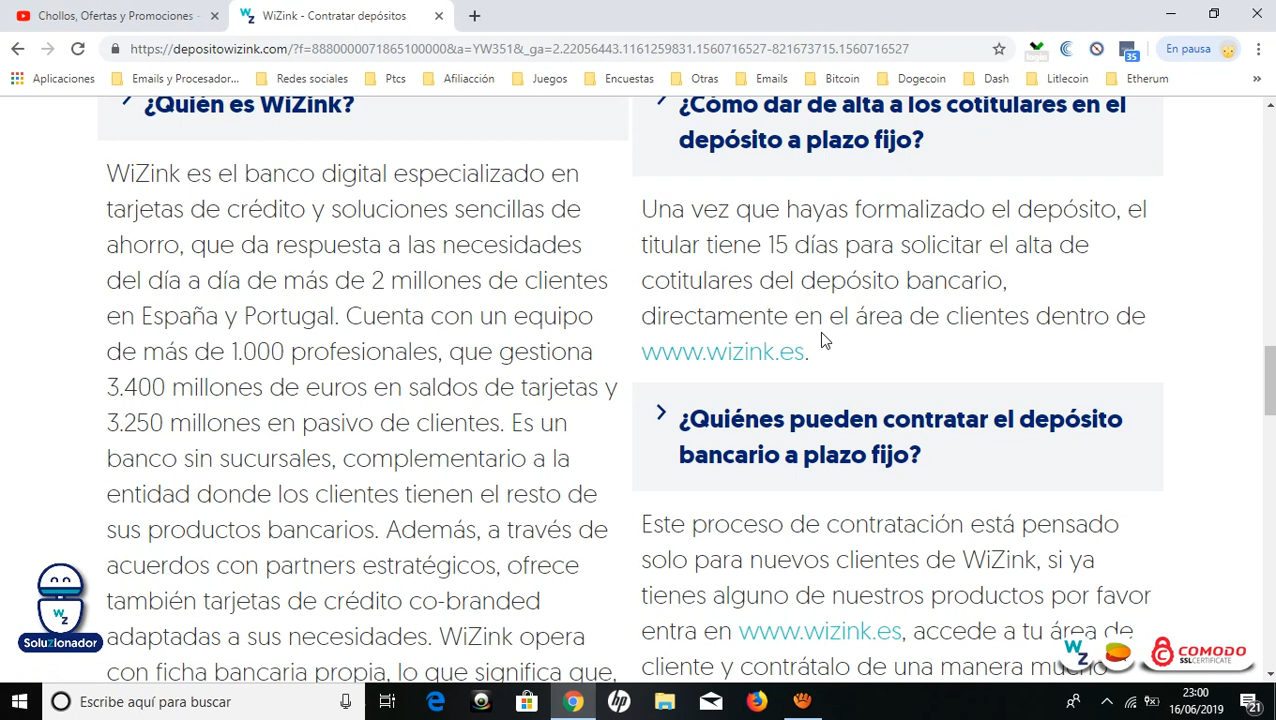 Chollos, Ofertas y Promociones -
WiZink - Contratar depósitos
https://depositowizink.com/?f=8880000071865100000&a=YW351&_ga=2.22056443.1161259831.1560716527-821673715.1560716527
35
En pausa
Aplicaciones
Emails y Procesador...
Redes sociales
Ptcs
Afiliacción
Juegos
Encuestas
Otras
Emails
Bitcoin
Dogecoin
Dash
Litlecoin
Etherum
»
¿Quién es WiZink?
WiZink es el banco digital especializado en
tarjetas de crédito y soluciones sencillas de
ahorro, que da respuesta a las necesidades
del día a día de más de 2 millones de clientes
en España y Portugal. Cuenta con un equipo
de más de 1.000 profesionales, que gestiona
3.400 millones de euros en saldos de tarjetas y
3.250 millones en pasivo de clientes. Es un
banco sin sucursales, complementario a la
entidad donde los clientes tienen el resto de
sus productos bancarios. Además, a través de
acuerdos con partners estratégicos, ofrece
también tarjetas de crédito co-branded
adaptadas a sus necesidades. WiZink opera
con ficha bancaria propia, lo que significa que,
¿Cómo dar de alta a los cotitulares en el
depósito a plazo fijo?
Una vez que hayas formalizado el depósito, el
titular tiene 15 días para solicitar el alta de
cotitulares del depósito bancario,
directamente en el área de clientes dentro de
www.wizink.es.
¿Quiénes pueden contratar el depósito
bancario a plazo fijo?
Este proceso de contratación está pensado
solo para nuevos clientes de WiZink, si ya
tienes alguno de nuestros productos por favor
entra en www.wizink.es, accede a tu área de
cliente y contrátalo de una manera mucho
WZ
SoluZIonador
WZ
COMODO
SSL CERTIFICATE
Escribe aquí para buscar
hp
23:00
16/06/2019
21